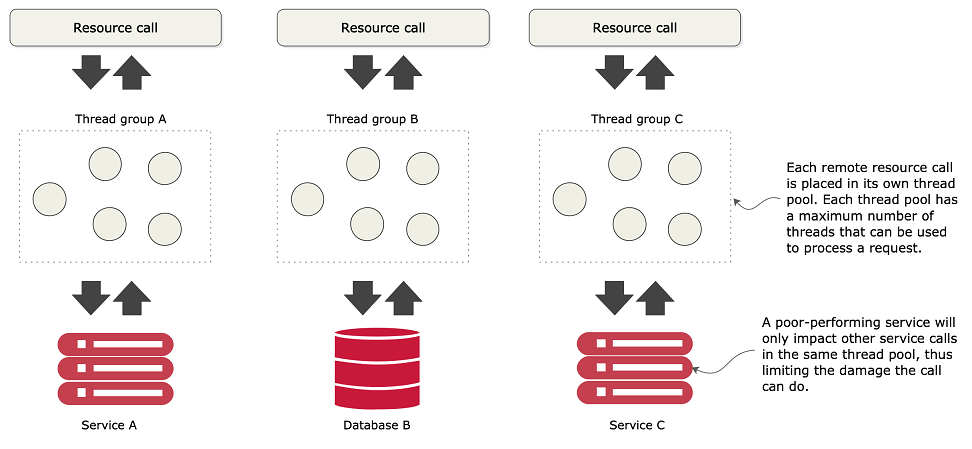 Resource call
Resource call
Resource call
Thread group A
Thread group B
Thread group C
Each remote resource call
is placed in its own thread
pool. Each thread pool has
a maximum number of
threads that can be used
to process a request.
A poor-performing service will
only impact other service calls
in the same thread pool, thus
limiting the damage the call
can do.
Service A
Database B
Service C